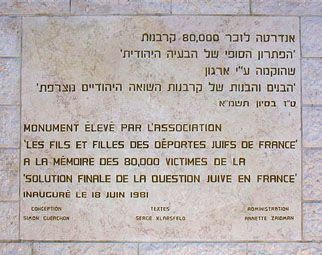 אנדרטה לזכר 80,000 קרבנות
'הפתרון הסופי של הבעיה היהודית'
שהוקמה ע"י ארגון
'הבנים והבנות של קרבנות השואה היהודיים מצרפת'
ט"ז בסיון תשמ"א
MONUMENT ÉLEVÉ PAR L'ASSOCIATION
'LES FILS ET FILLES DES DÉPORTES JUIFS DE FRANCE'
A LA MÉMOIRE DES 80,000 VICTIMES DE LA
'SOLUTION FINALE DE LA QUESTION JUIVE EN FRANCE'
INAUGURÉ LE 18 JUIN 1981
CONCEPTION TEXTES ADMINISTRATION
SIMON GUERCHON SERGE KLARSFELD ANNETTE ZAIDMAN